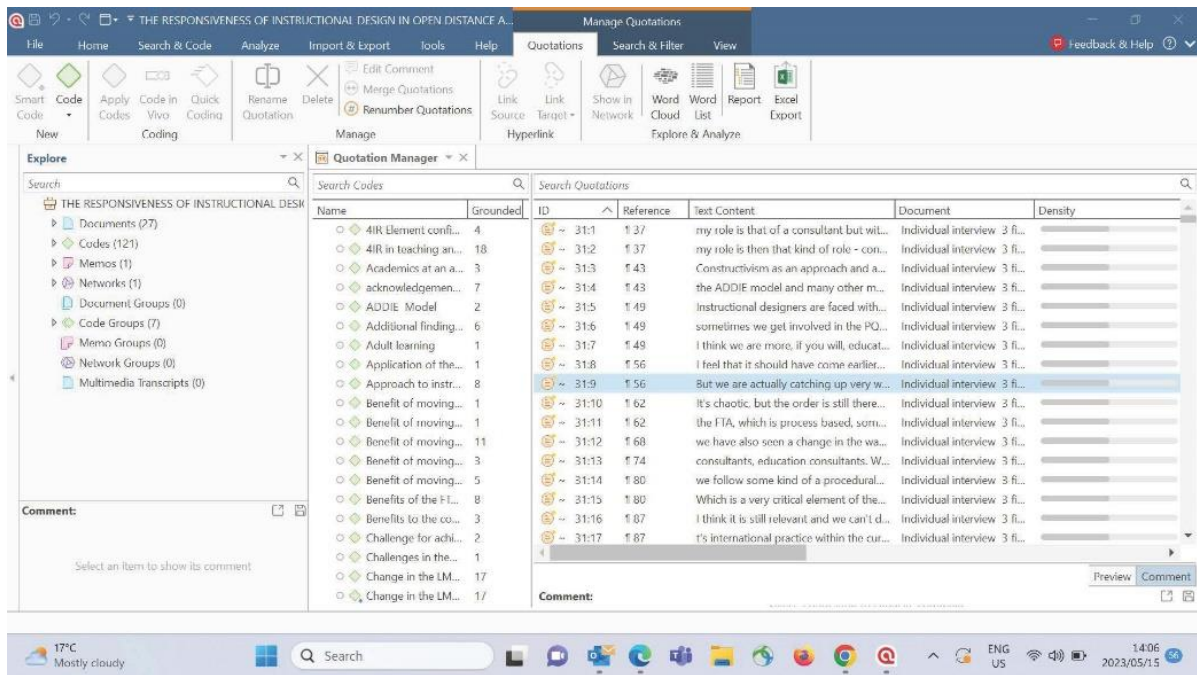 THE RESPONSIVENESS OF INSTRUCTIONAL DESIGN IN OPEN DISTANCE A... Manage Quotations
File Home Search & Code Analyze Import & Export Tools Help Quotations Search & Filter View Feedback & Help
Smart Code Code Apply Codes Code in Vivo Quick Coding Rename Quotation Delete Edit Comment Merge Quotations Renumber Quotations Link Source Link Target Show in Network Word Cloud Word List Report Excel Export
New Coding Manage Hyperlink Explore & Analyze
Explore
Search
THE RESPONSIVENESS OF INSTRUCTIONAL DESIG
Documents (27)
Codes (121)
Memos (1)
Networks (1)
Document Groups (0)
Code Groups (7)
Memo Groups (0)
Network Groups (0)
Multimedia Transcripts (0)
Comment:
Select an item to show its comment
Quotation Manager
Search Codes
Name Grounded
4IR Element confi... 4
4IR in teaching an... 18
Academics at an a... 3
acknowledgemen... 7
ADDIE Model 2
Additional finding... 6
Adult learning 1
Application of the... 1
Approach to instr... 8
Benefit of moving... 1
Benefit of moving... 1
Benefit of moving... 11
Benefit of moving... 3
Benefit of moving... 5
Benefits of the FT... 8
Benefits to the co... 3
Challenge for achi... 2
Challenges in the... 1
Change in the LM... 17
Change in the LM... 17
Search Quotations
ID Reference Text Content Document Density
~ 31:1 ¶ 37 my role is that of a consultant but wit... Individual interview 3 fi...
~ 31:2 ¶ 37 my role is then that kind of role - con... Individual interview 3 fi...
~ 31:3 ¶ 43 Constructivism as an approach and a... Individual interview 3 fi...
~ 31:4 ¶ 43 the ADDIE model and many other m... Individual interview 3 fi...
~ 31:5 ¶ 49 Instructional designers are faced with... Individual interview 3 fi...
~ 31:6 ¶ 49 sometimes we get involved in the PQ... Individual interview 3 fi...
~ 31:7 ¶ 49 I think we are more, if you will, educat... Individual interview 3 fi...
~ 31:8 ¶ 56 I feel that it should have come earlier... Individual interview 3 fi...
~ 31:9 ¶ 56 But we are actually catching up very w... Individual interview 3 fi...
~ 31:10 ¶ 62 It's chaotic, but the order is still there... Individual interview 3 fi...
~ 31:11 ¶ 62 the FTA, which is process based, som... Individual interview 3 fi...
~ 31:12 ¶ 68 we have also seen a change in the wa... Individual interview 3 fi...
~ 31:13 ¶ 74 consultants, education consultants. W... Individual interview 3 fi...
~ 31:14 ¶ 80 we follow some kind of a procedural... Individual interview 3 fi...
~ 31:15 ¶ 80 Which is a very critical element of the... Individual interview 3 fi...
~ 31:16 ¶ 87 I think it is still relevant and we can't d... Individual interview 3 fi...
~ 31:17 ¶ 87 t's international practice within the cur... Individual interview 3 fi...
Preview Comment
Comment:
17°C
Mostly cloudy
Search
ENG
US
14:06
2023/05/15
56